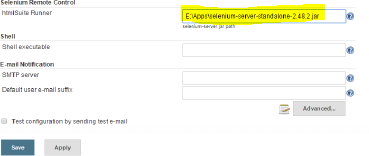 Selenium Remote Control
htmlSuite Runner
E:\Apps\selenium-server-standalone-2.48.2.jar
selenium-server.jar path
Shell
Shell executable
E-mail Notification
SMTP server
Default user e-mail suffix
Advanced...
Test configuration by sending test e-mail
Save Apply